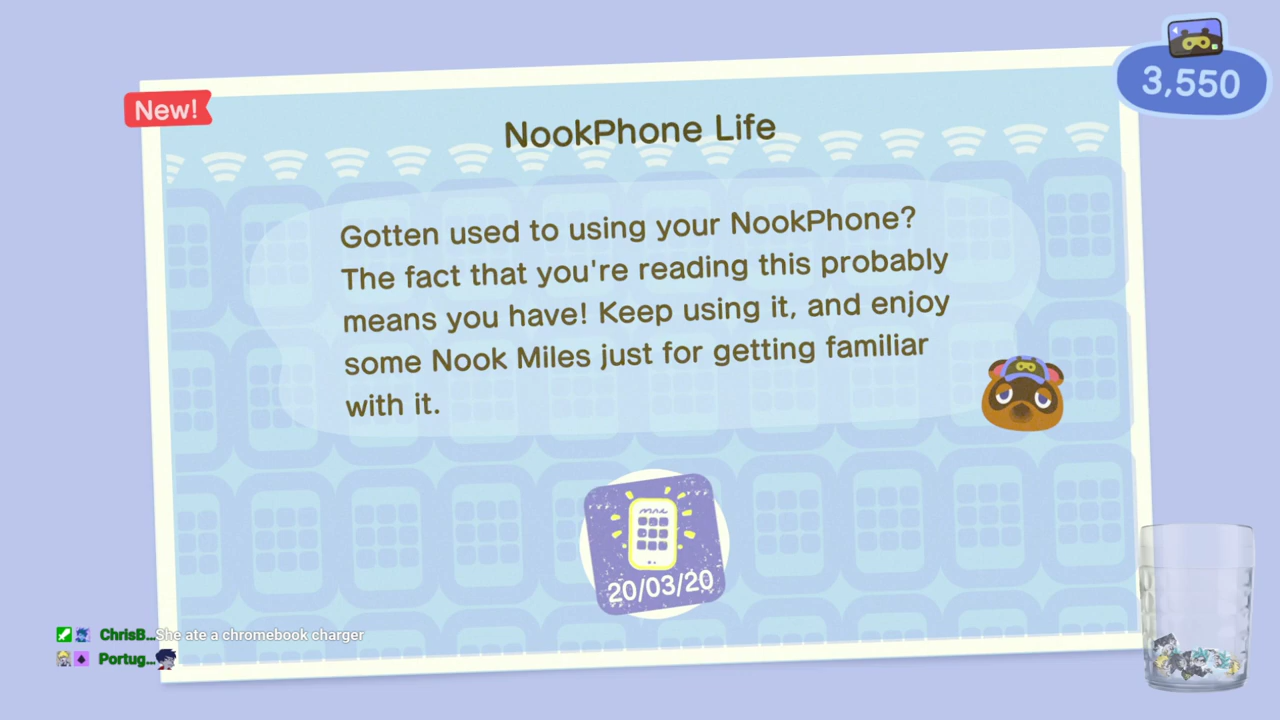 3,550
New!
NookPhone Life
Gotten used to using your NookPhone?
The fact that you're reading this probably
means you have! Keep using it, and enjoy
some Nook Miles just for getting familiar
with it.
20/03/20
ChrisB...She ate a chromebook charger
Portug...